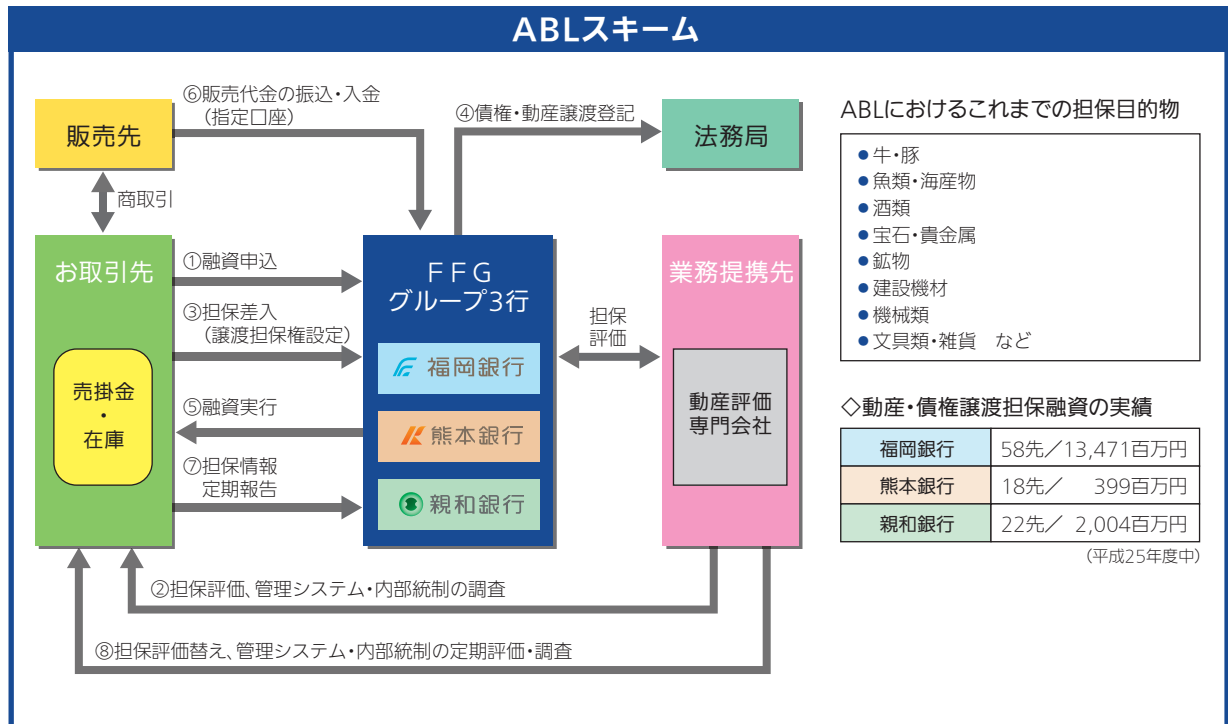 ABLスキーム
⑥販売代金の振込・入金
（指定口座）
販売先
④債権・動産譲渡登記
法務局
商取引
お取引先
売掛金
・
在庫
①融資申込
③担保差入
（譲渡担保権設定）
⑤融資実行
⑦担保情報
定期報告
FFG
グループ3行
福岡銀行
熊本銀行
親和銀行
担保
評価
業務提携先
動産評価
専門会社
②担保評価、管理システム・内部統制の調査
⑧担保評価替え、管理システム・内部統制の定期評価・調査
ABLにおけるこれまでの担保目的物
●牛・豚
●魚類・海産物
●酒類
●宝石・貴金属
●鉱物
●建設機材
●機械類
●文具類・雑貨　など
◇動産・債権譲渡担保融資の実績
福岡銀行 58先／13,471百万円
熊本銀行 18先／ 399百万円
親和銀行 22先／ 2,004百万円
（平成25年度中）